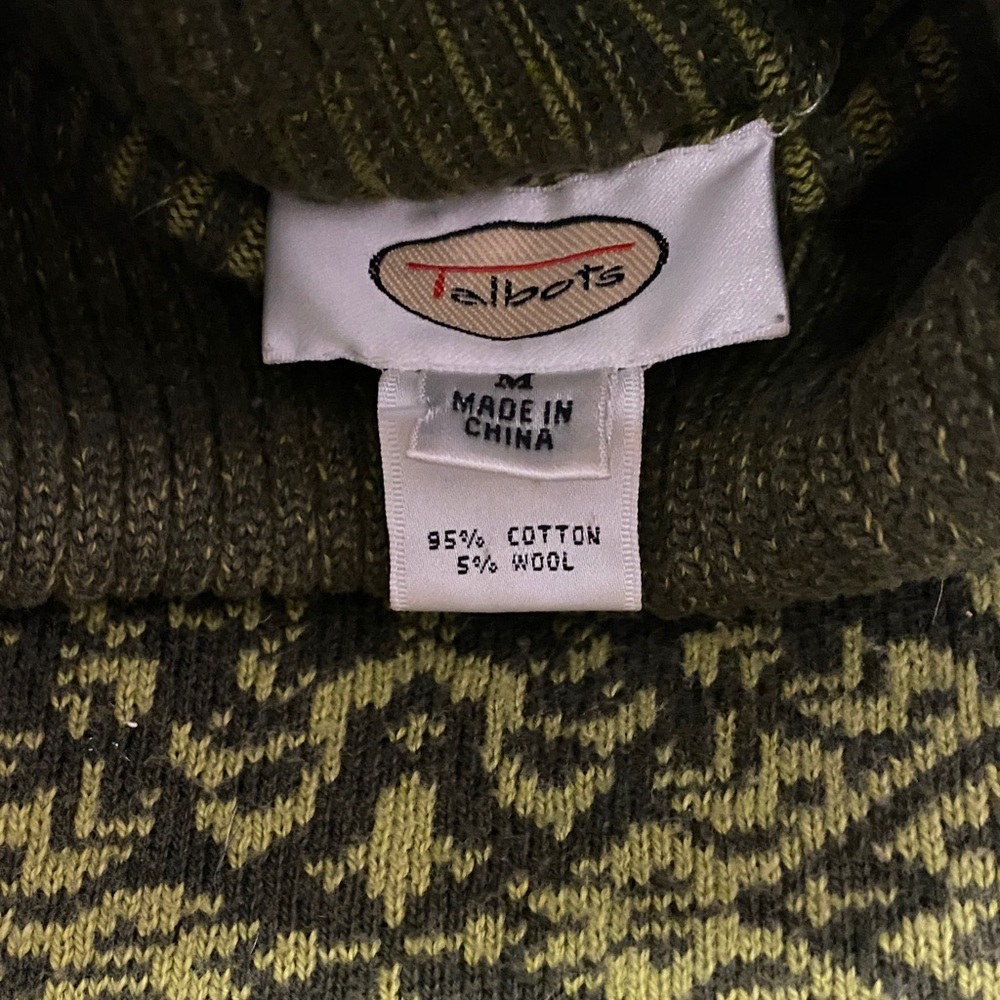 Talbots
M
MADE IN
CHINA
95% COTTON
5% WOOL